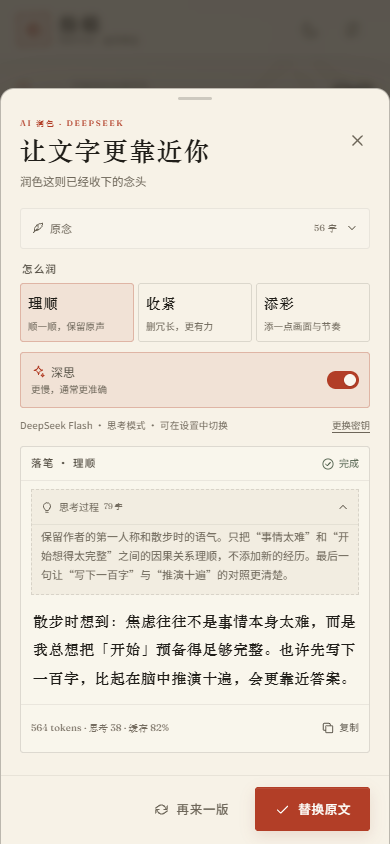 AI 润色 · DEEPSEEK
让文字更靠近你
润色这则已经收下的念头
原念 56 字
怎么润
理顺 收紧 添彩
顺一顺，保留原声 删冗长，更有力 添一点画面与节奏
深思
更慢，通常更准确
DeepSeek Flash · 思考模式 · 可在设置中切换 更换密钥
落笔 · 理顺 完成
思考过程 79 字
保留作者的第一人称和散步时的语气。只把“事情太难”和“开
始想得太完整”之间的因果关系理顺，不添加新的经历。最后一
句让“写下一百字”与“推演十遍”的对照更清楚。
散步时想到：焦虑往往不是事情本身太难，而是
我总想把「开始」预备得足够完整。也许先写下
一百字，比起在脑中推演十遍，会更靠近答案。
564 tokens · 思考 38 · 缓存 82% 复制
再来一版 替换原文